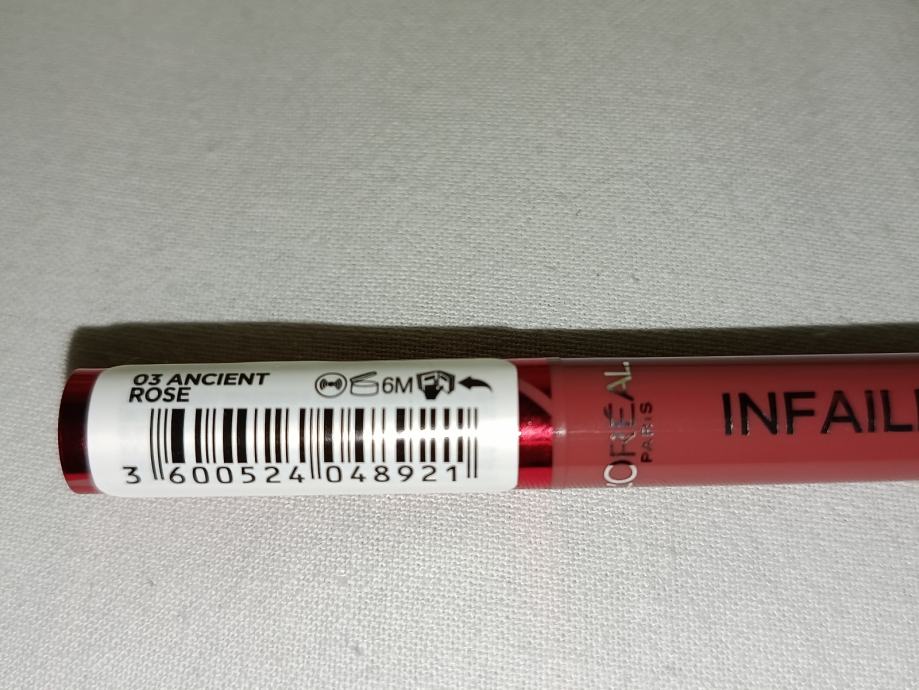 03 ANCIENT
ROSE
6M
3 600524 048921
L'ORÉAL
PARIS
INFAILL